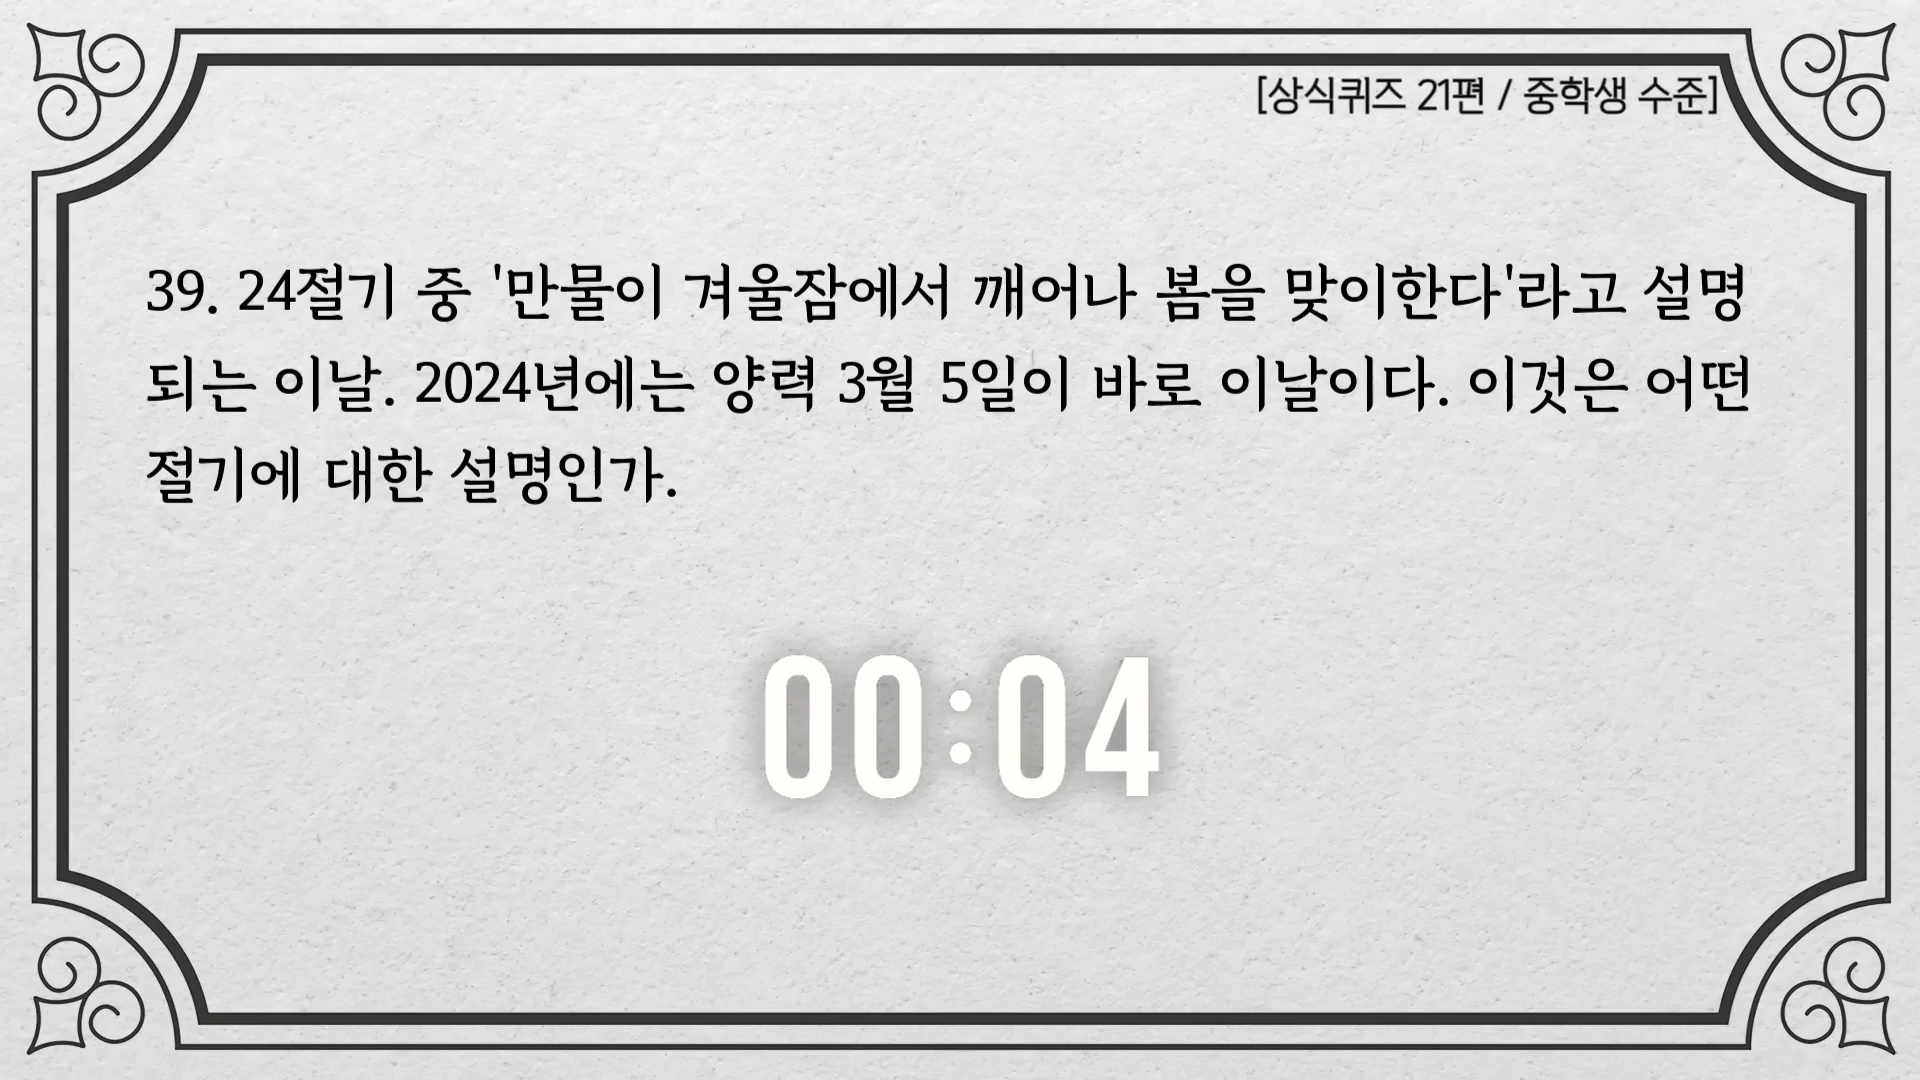 [상식퀴즈 21편 / 중학생 수준]
39. 24절기 중 '만물이 겨울잠에서 깨어나 봄을 맞이한다'라고 설명
되는 이날. 2024년에는 양력 3월 5일이 바로 이날이다. 이것은 어떤
절기에 대한 설명인가.
00:04